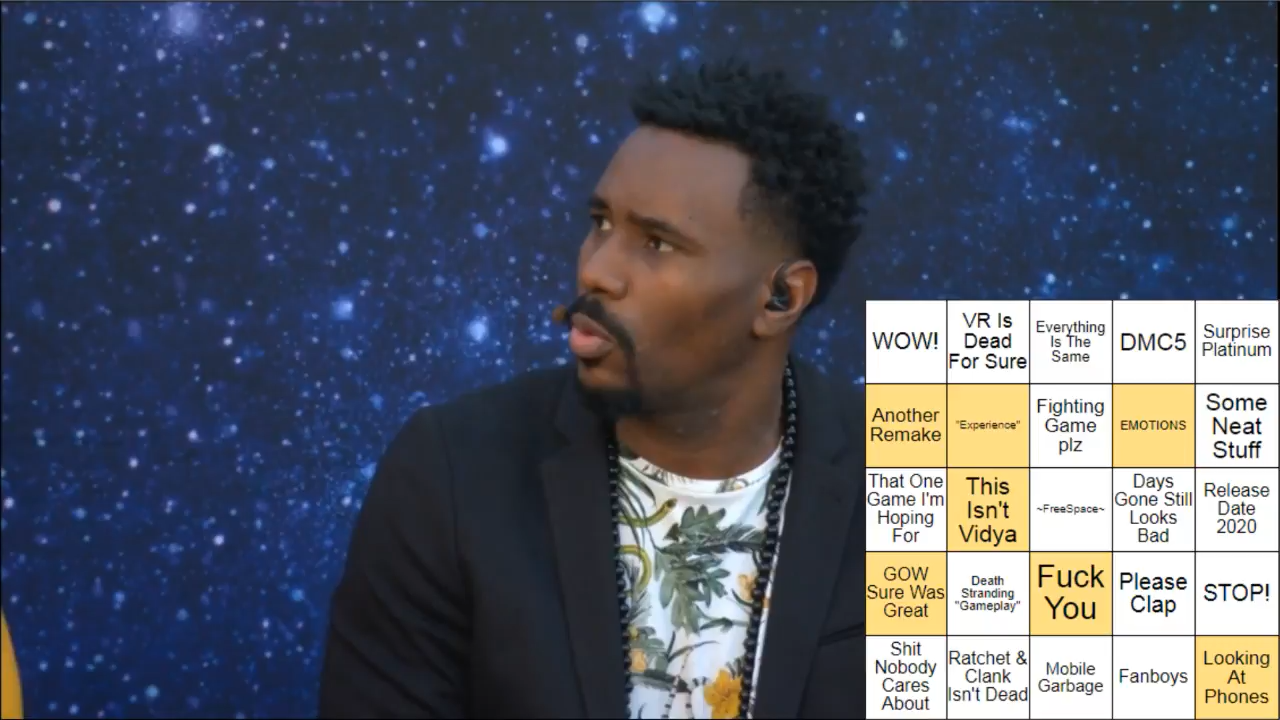 WOW!
VR Is
Dead
For Sure
Everything
Is The
Same
DMC5
Surprise
Platinum
Another
Remake
"Experience"
Fighting
Game
plz
EMOTIONS
Some
Neat
Stuff
That One
Game I'm
Hoping
For
This
Isn't
Vidya
~FreeSpace~
Days
Gone Still
Looks
Bad
Release
Date
2020
GOW
Sure Was
Great
Death
Stranding
"Gameplay"
Fuck
You
Please
Clap
STOP!
Shit
Nobody
Cares
About
Ratchet &
Clank
Isn't Dead
Mobile
Garbage
Fanboys
Looking
At
Phones